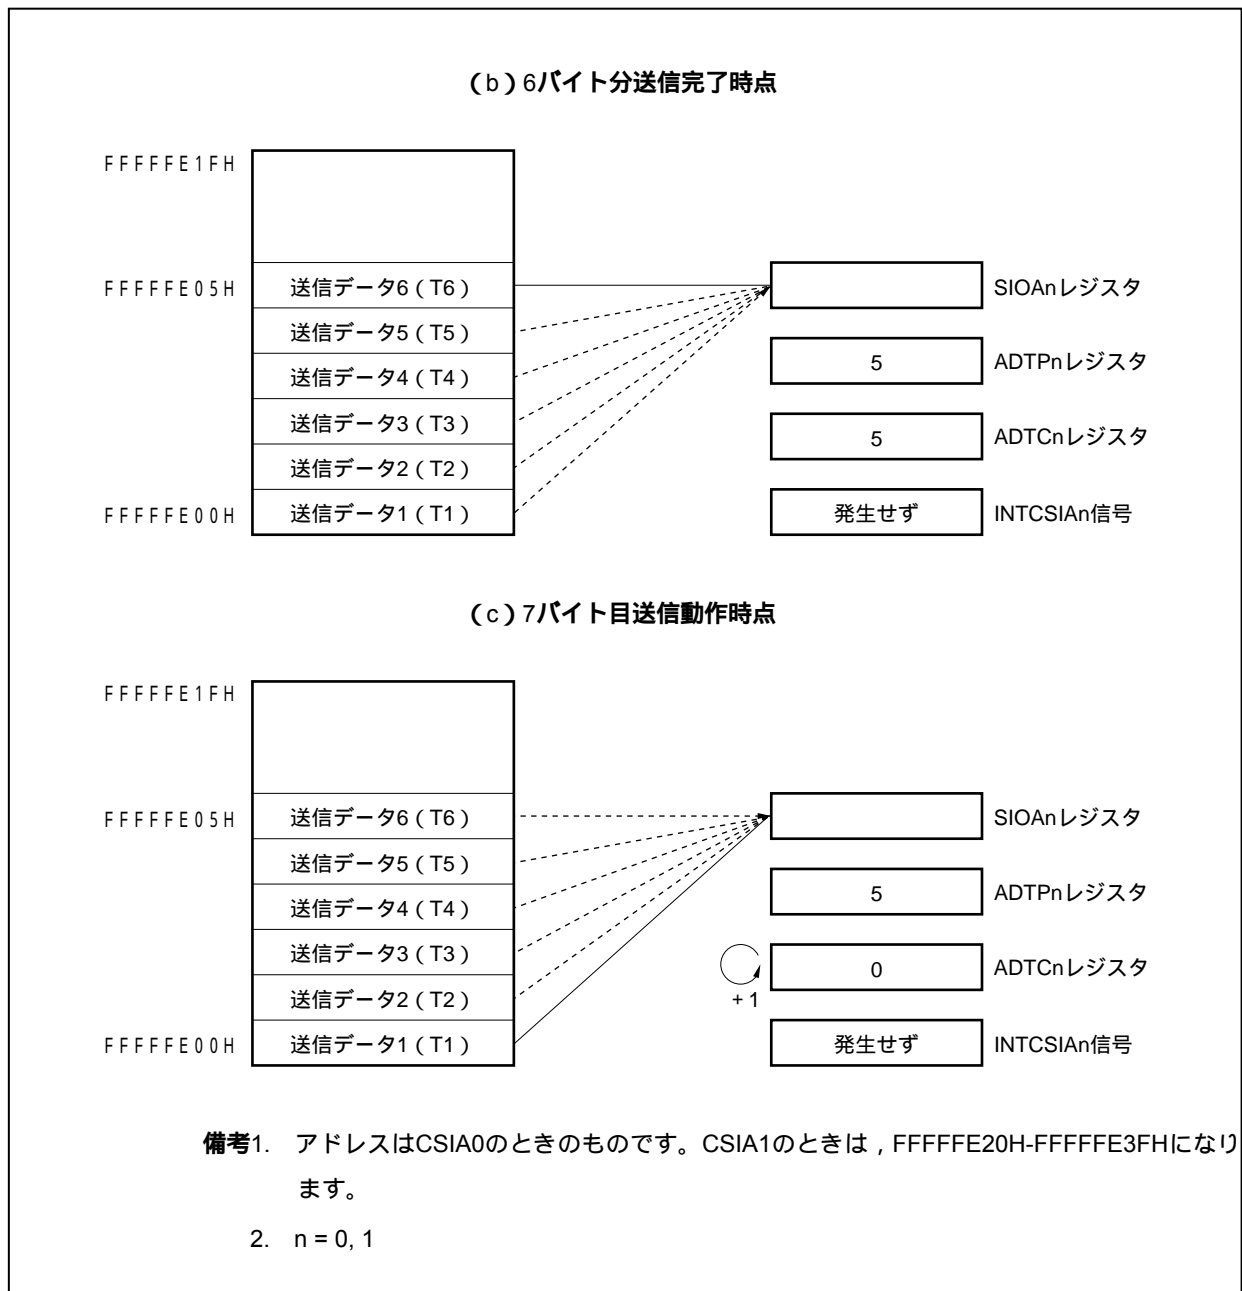 （b）6バイト分送信完了時点
FFFFFE1FH
FFFFFE05H
送信データ6（T6）
SIOAnレジスタ
送信データ5（T5）
送信データ4（T4）
5
ADTPnレジスタ
送信データ3（T3）
5
ADTCnレジスタ
送信データ2（T2）
FFFFFE00H
送信データ1（T1）
発生せず
INTCSIAn信号
（c）7バイト目送信動作時点
FFFFFE1FH
FFFFFE05H
送信データ6（T6）
SIOAnレジスタ
送信データ5（T5）
送信データ4（T4）
5
ADTPnレジスタ
送信データ3（T3）
0
ADTCnレジスタ
+1
送信データ2（T2）
FFFFFE00H
送信データ1（T1）
発生せず
INTCSIAn信号
備考1. アドレスはCSIA0のときのものです。CSIA1のときは，FFFFFE20H-FFFFFE3FHになり
ます。
2. n = 0, 1